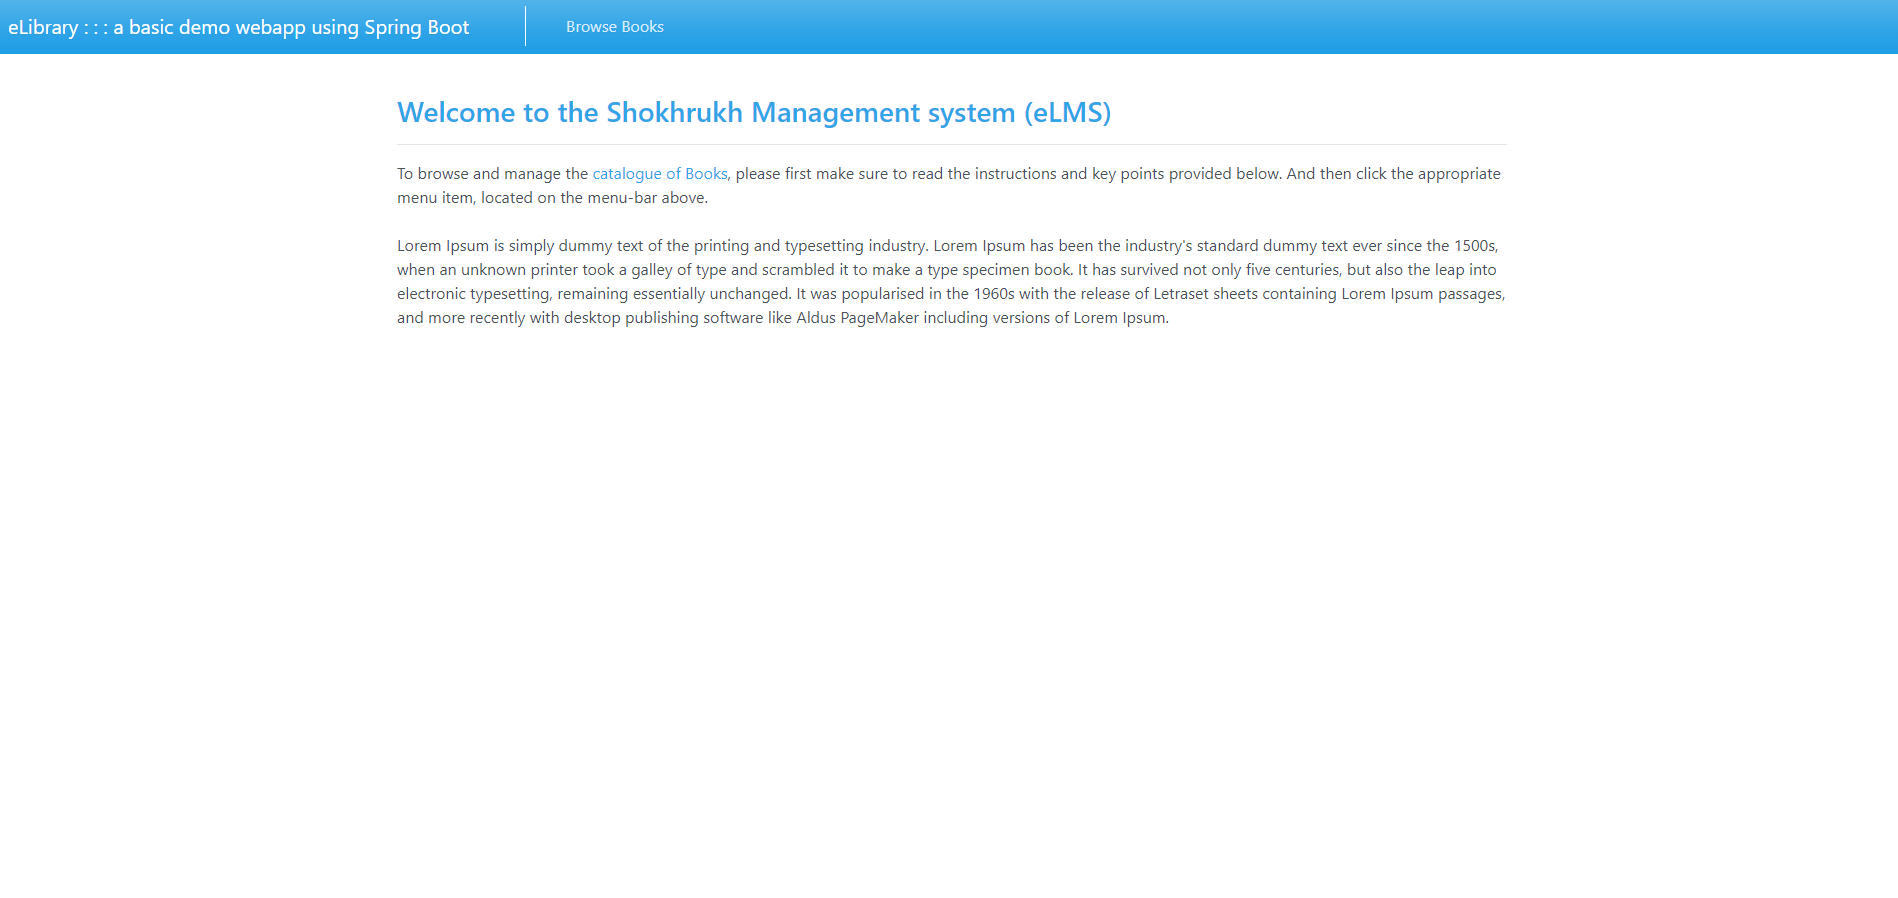 eLibrary : : : a basic demo webapp using Spring Boot
Browse Books
Welcome to the Shokhrukh Management system (eLMS)
To browse and manage the catalogue of Books, please first make sure to read the instructions and key points provided below. And then click the appropriate
menu item, located on the menu-bar above.
Lorem Ipsum is simply dummy text of the printing and typesetting industry. Lorem Ipsum has been the industry's standard dummy text ever since the 1500s,
when an unknown printer took a galley of type and scrambled it to make a type specimen book. It has survived not only five centuries, but also the leap into
electronic typesetting, remaining essentially unchanged. It was popularised in the 1960s with the release of Letraset sheets containing Lorem Ipsum passages,
and more recently with desktop publishing software like Aldus PageMaker including versions of Lorem Ipsum.